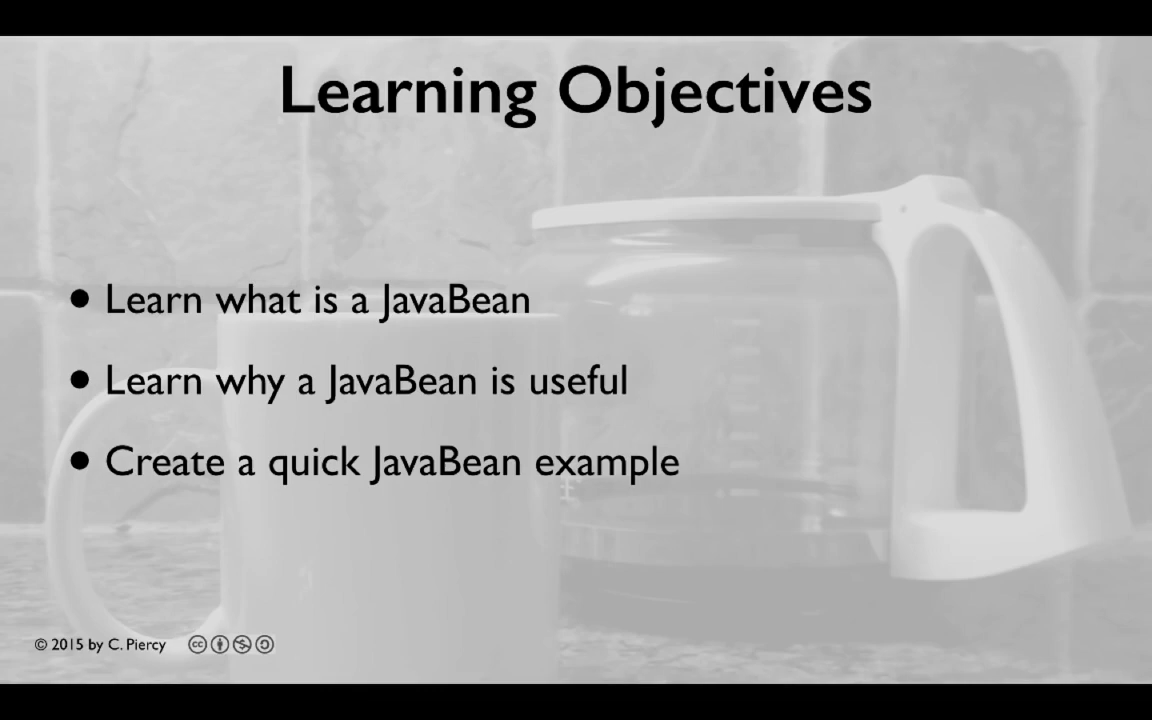 Learning Objectives
• Learn what is a JavaBean
• Learn why a JavaBean is useful
• Create a quick JavaBean example
© 2015 by C. Piercy